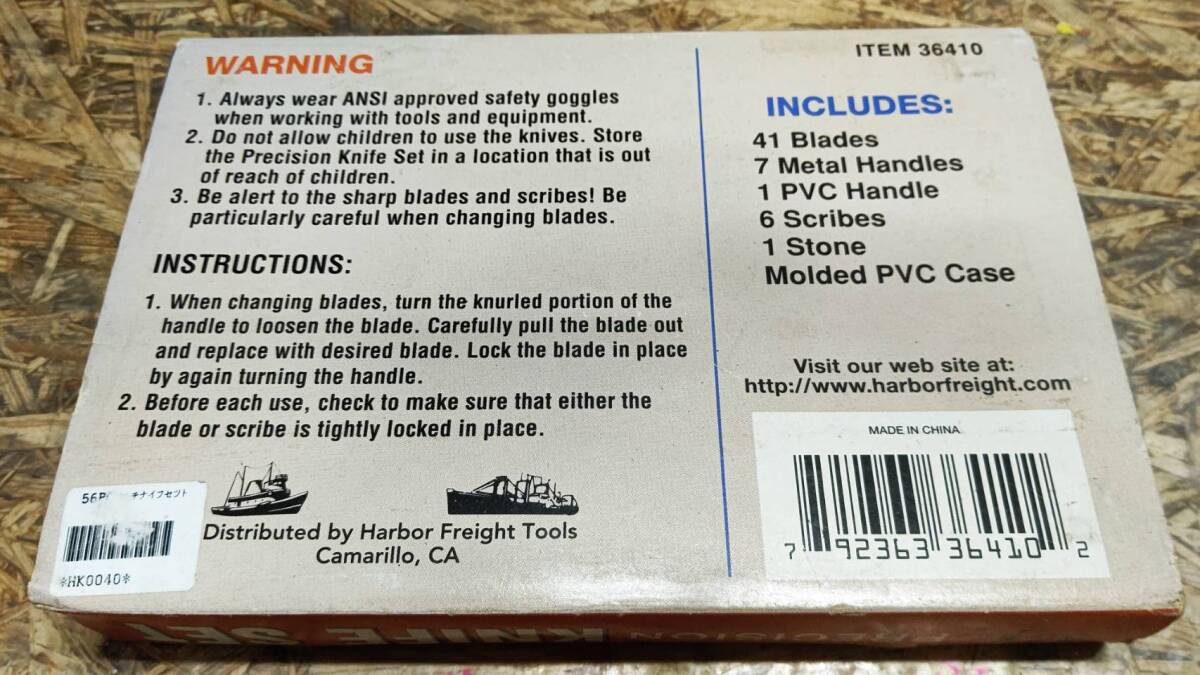 WARNING
1. Always wear ANSI approved safety goggles
when working with tools and equipment.
2. Do not allow children to use the knives. Store
the Precision Knife Set in a location that is out
of reach of children.
3. Be alert to the sharp blades and scribes! Be
particularly careful when changing blades.
INSTRUCTIONS:
1. When changing blades, turn the knurled portion of the
handle to loosen the blade. Carefully pull the blade out
and replace with desired blade. Lock the blade in place
by again turning the handle.
2. Before each use, check to make sure that either the
blade or scribe is tightly locked in place.
Distributed by Harbor Freight Tools
Camarillo, CA
チナイフセット
*HK0040*
ITEM 36410
INCLUDES:
41 Blades
7 Metal Handles
1 PVC Handle
6 Scribes
1 Stone
Molded PVC Case
Visit our web site at:
http://www.harborfreight.com
MADE IN CHINA
7 92363 36410 2
PRECISION KNIFE SET